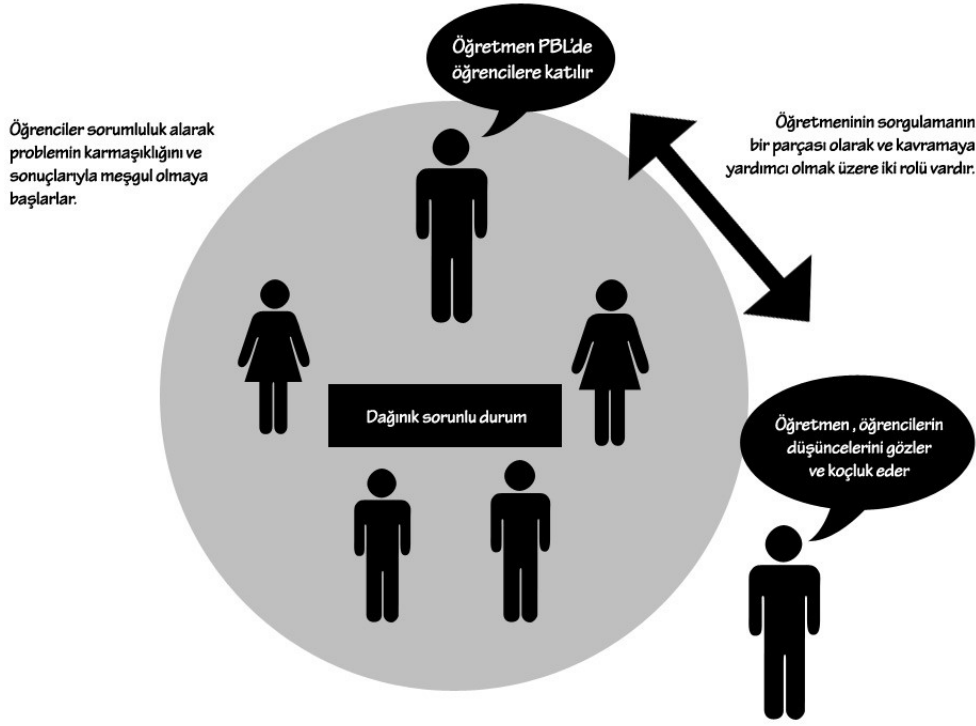 Öğretmen PBL'de
öğrencilere katılır
Öğrenciler sorumluluk alarak
problemin karmaşıklığını ve
sonuçlarıyla meşgul olmaya
başlarlar.
Öğretmeninin sorgulamanın
bir parçası olarak ve kavramaya
yardımcı olmak üzere iki rolü vardır.
Dağınık sorunlu durum
Öğretmen , öğrencilerin
düşüncelerini gözler
ve koçluk eder